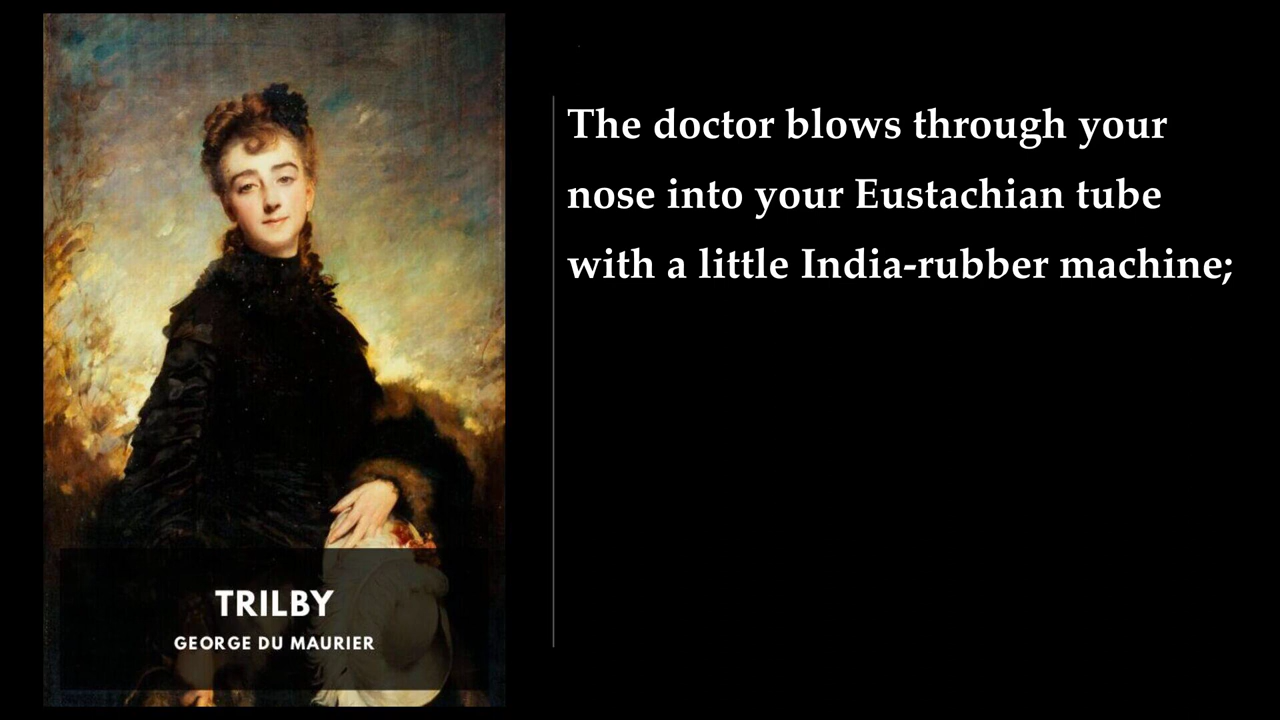 TRILBY
GEORGE DU MAURIER
The doctor blows through your
nose into your Eustachian tube
with a little India-rubber machine;